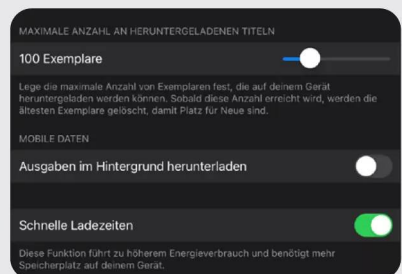 MAXIMALE ANZAHL AN HERUNTERGELADENEN TITELN
100 Exemplare
Lege die maximale Anzahl von Exemplaren fest, die auf deinem Gerät
heruntergeladen werden können. Sobald diese Anzahl erreicht wird, werden die
ältesten Exemplare gelöscht, damit Platz für Neue sind.
MOBILE DATEN
Ausgaben im Hintergrund herunterladen
Schnelle Ladezeiten
Diese Funktion führt zu höherem Energieverbrauch und benötigt mehr
Speicherplatz auf deinem Gerät.